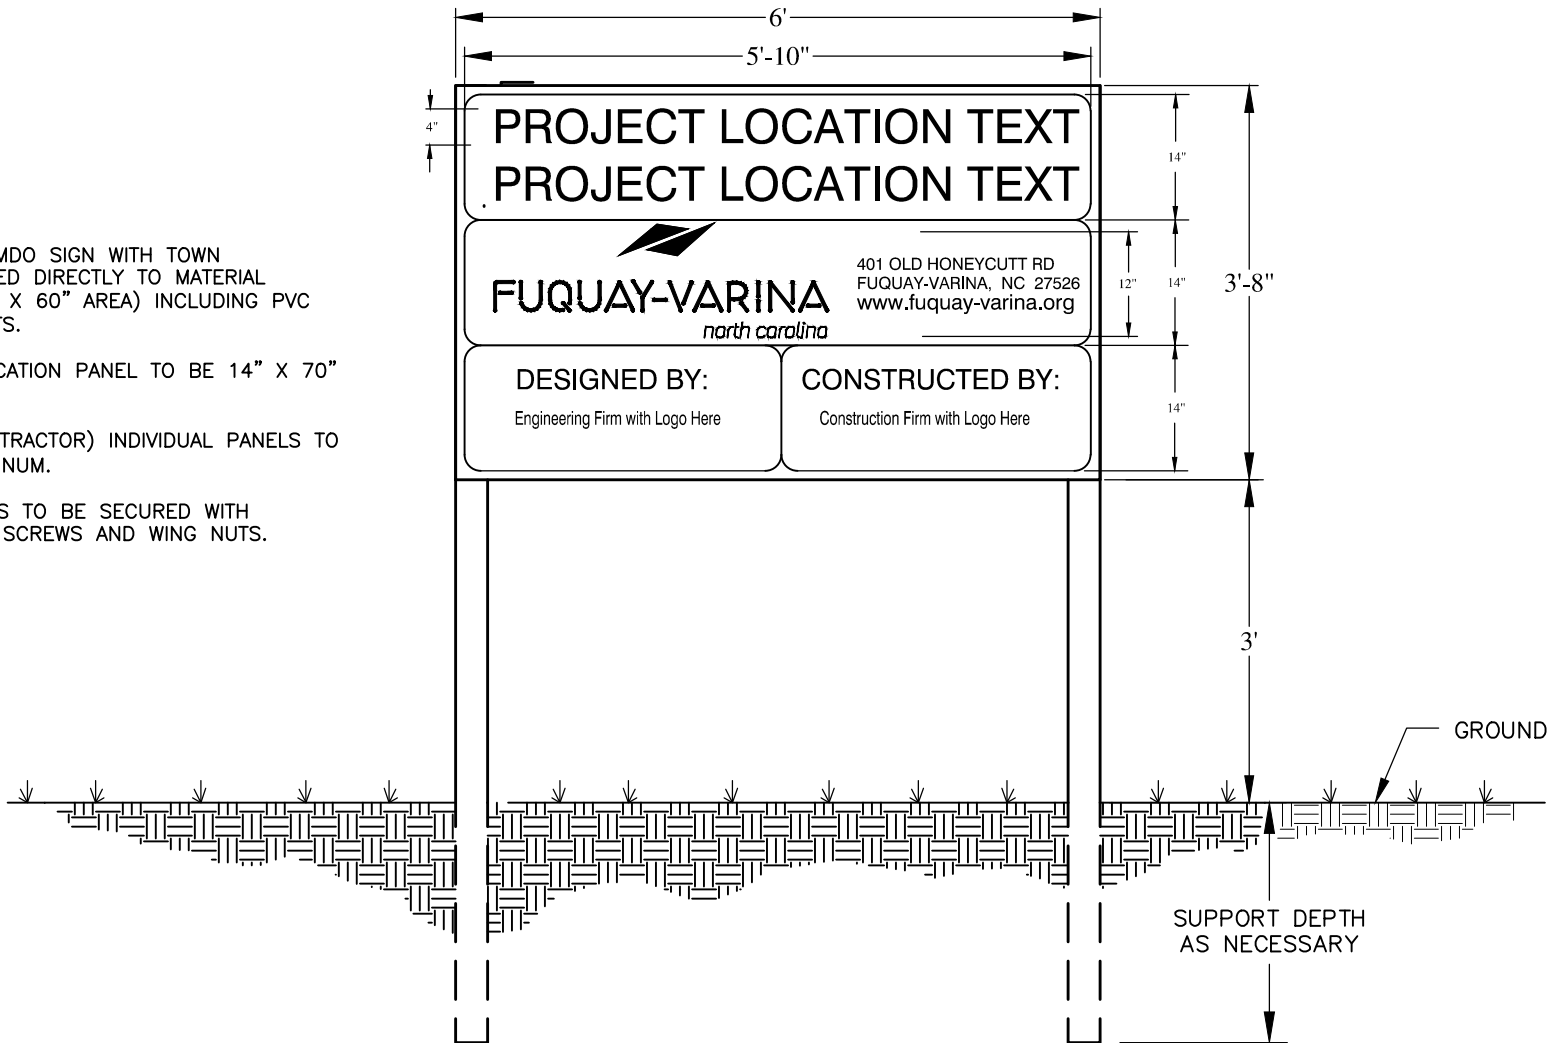 6'
5'-10"
4"
PROJECT LOCATION TEXT
PROJECT LOCATION TEXT
14"
MDO SIGN WITH TOWN
ED DIRECTLY TO MATERIAL
X 60" AREA) INCLUDING PVC
TS.
CATION PANEL TO BE 14" X 70"
TRACTOR) INDIVIDUAL PANELS TO
NUM.
S TO BE SECURED WITH
SCREWS AND WING NUTS.
FUQUAY-VARINA
north carolina
401 OLD HONEYCUTT RD
FUQUAY-VARINA, NC 27526
www.fuquay-varina.org
12"
14"
3'-8"
DESIGNED BY:
Engineering Firm with Logo Here
CONSTRUCTED BY:
Construction Firm with Logo Here
14"
3'
GROUND
SUPPORT DEPTH
AS NECESSARY